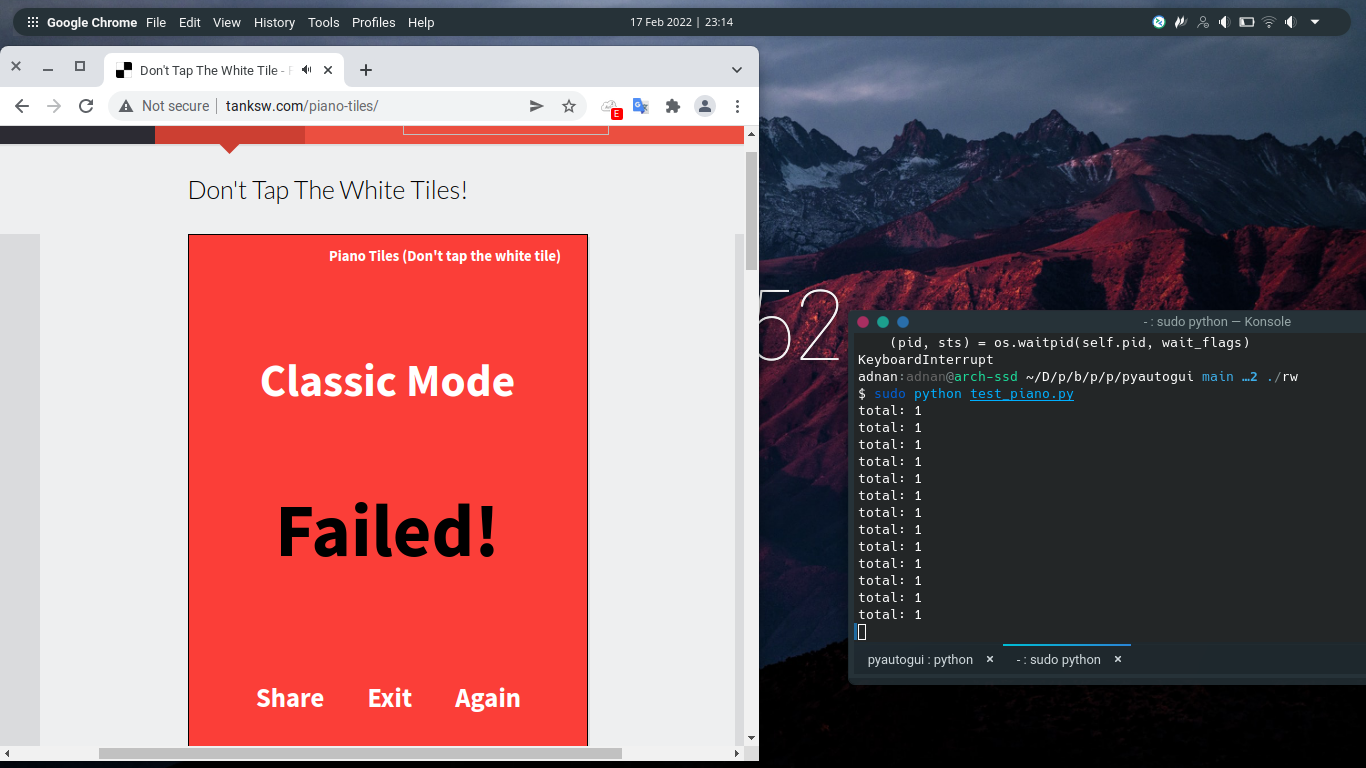 Google Chrome File Edit View History Tools Profiles Help
17 Feb 2022 | 23:14
Don't Tap The White Tile -
Not secure | tanksw.com/piano-tiles/
E
Don't Tap The White Tiles!
Piano Tiles (Don't tap the white tile)
Classic Mode
Failed!
Share Exit Again
52
- : sudo python — Konsole
(pid, sts) = os.waitpid(self.pid, wait_flags)
KeyboardInterrupt
adnan:adnan@arch-ssd ~/D/p/b/p/p/pyautogui main …2 ./rw
$ sudo python test_piano.py
total: 1
total: 1
total: 1
total: 1
total: 1
total: 1
total: 1
total: 1
total: 1
total: 1
total: 1
total: 1
total: 1
pyautogui : python
- : sudo python